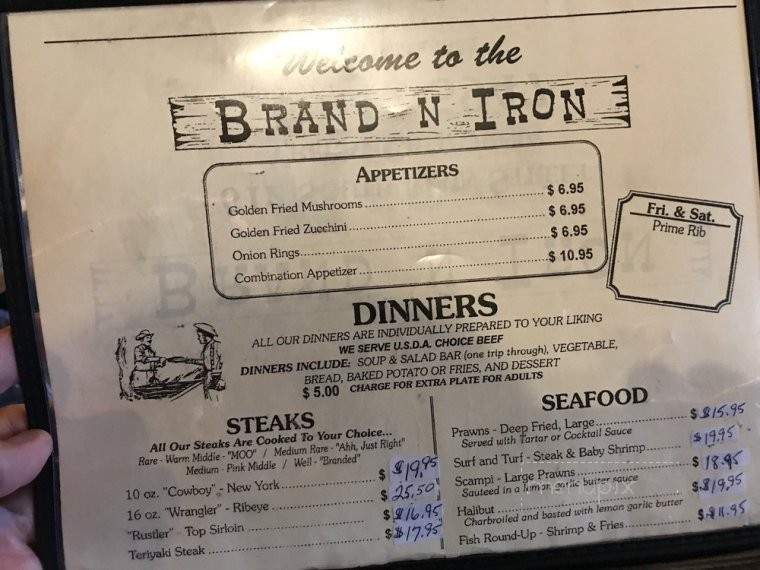 Welcome to the
BRAND N IRON
APPETIZERS
Golden Fried Mushrooms ........ $ 6.95
Golden Fried Zucchini ........ $ 6.95
Onion Rings ........ $ 6.95
Combination Appetizer ........ $ 10.95
Fri. & Sat.
Prime Rib
DINNERS
ALL OUR DINNERS ARE INDIVIDUALLY PREPARED TO YOUR LIKING
WE SERVE U.S.D.A. CHOICE BEEF
DINNERS INCLUDE: SOUP & SALAD BAR (one trip through), VEGETABLE,
BREAD, BAKED POTATO OR FRIES, AND DESSERT
$ 5.00 CHARGE FOR EXTRA PLATE FOR ADULTS
STEAKS
All Our Steaks Are Cooked To Your Choice...
Rare - Warm Middle - "MOO" / Medium Rare - "Ahh, Just Right"
Medium - Pink Middle / Well - "Branded"
10 oz. "Cowboy" - New York ........ $ 19.95
16 oz. "Wrangler" - Ribeye ........ $ 25.50
"Rustler" - Top Sirloin ........ $ 16.95
Teriyaki Steak ........ $ 17.95
SEAFOOD
Prawns - Deep Fried, Large ........ $ 15.95
Served with Tartar or Cocktail Sauce
Surf and Turf - Steak & Baby Shrimp ........ $ 19.95
Scampi - Large Prawns ........ $ 18.95
Sauteed in a lemon garlic butter sauce
Halibut ........ $ 19.95
Charbroiled and basted with lemon garlic butter
Fish Round-Up - Shrimp & Fries ........ $ 11.95